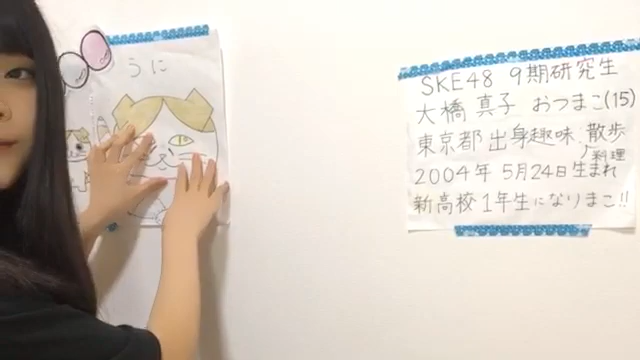 うに
SKE48 9期研究生
大橋 真子 おつまこ(15)
東京都 出身趣味:散歩
料理
2004年 5月24日生まれ
新高校1年生になりまこ!!